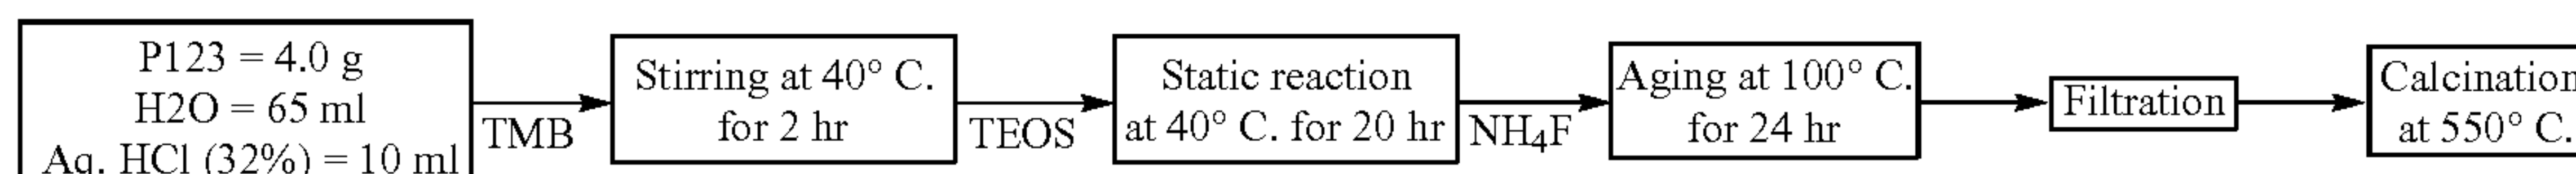 P123 = 4.0 g
H2O = 65 ml
Aq. HCl (32%) = 10 ml
TMB
Stirring at 40° C.
for 2 hr
TEOS
Static reaction
at 40° C. for 20 hr
NH₄F
Aging at 100° C.
for 24 hr
Filtration
Calcination
at 550° C.